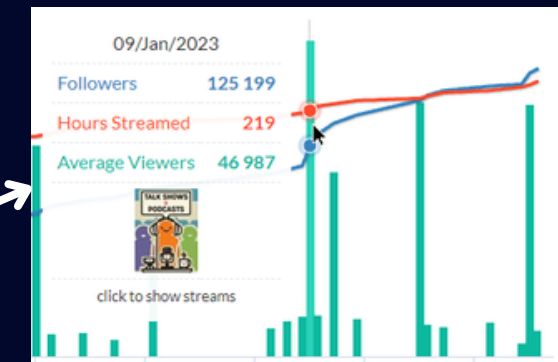 09/Jan/2023
Followers 125 199
Hours Streamed 219
Average Viewers 46 987
TALK SHOWS
PODCASTS
click to show streams